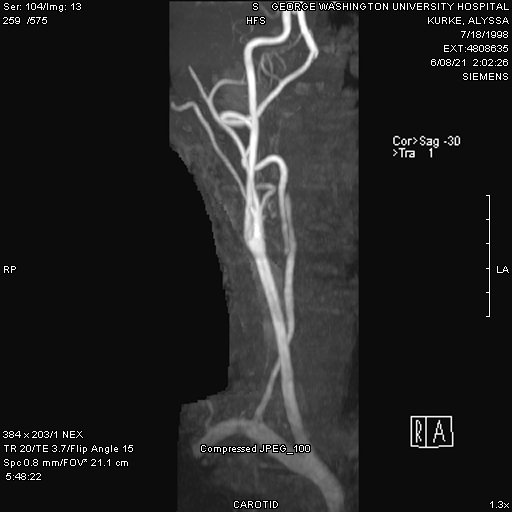 Ser: 104/Img: 13
259 /575
S GEORGE WASHINGTON UNIVERSITY HOSPITAL
HFS
KURKE, ALYSSA
7/18/1998
EXT:4808635
6/08/21 2:02:26
SIEMENS
Cor>Sag -30
>Tra 1
RP
LA
384 x 203/1 NEX
TR 20/TE 3.7/Flip Angle 15
Spc 0.8 mm/FOV* 21.1 cm
5:48:22
Compressed JPEG_100
R A
CAROTID
1.3x